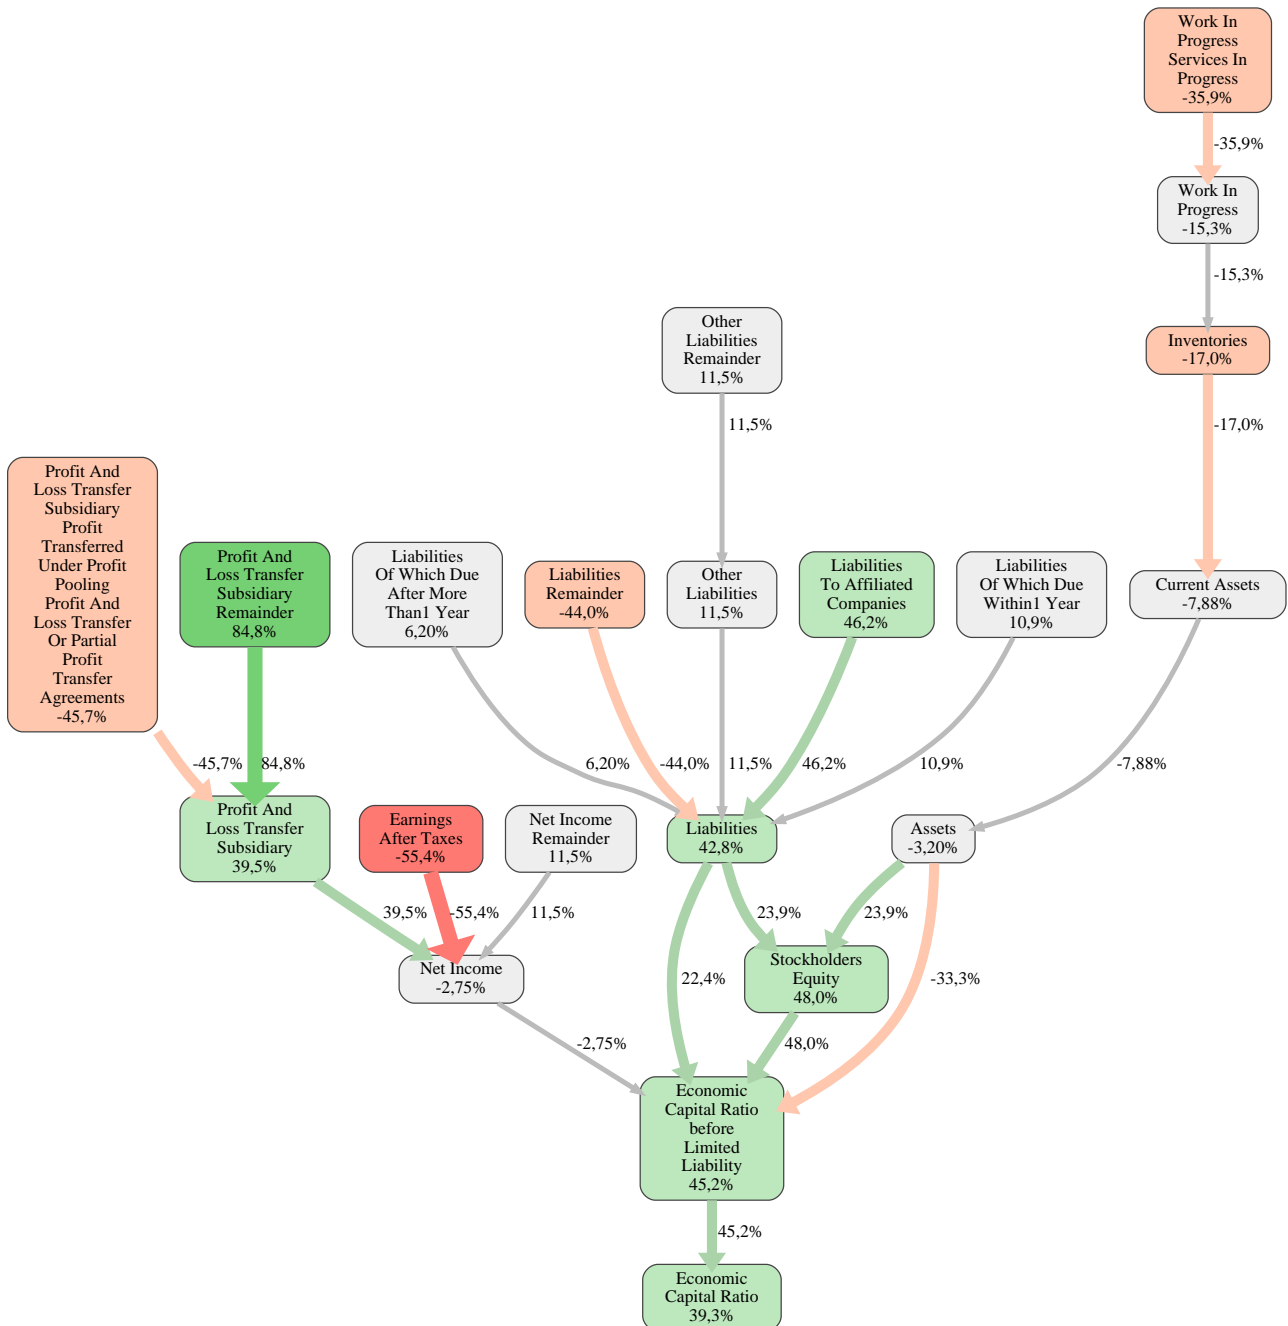 Work In
Progress
Services In
Progress
-35,9%
-35,9%
Work In
Progress
-15,3%
-15,3%
Other
Liabilities
Remainder
11,5%
Inventories
-17,0%
11,5%
-17,0%
Profit And
Loss Transfer
Subsidiary
Profit
Transferred
Under Profit
Pooling
Profit And
Loss Transfer
Or Partial
Profit
Transfer
Agreements
-45,7%
Profit And
Loss Transfer
Subsidiary
Remainder
84,8%
Liabilities
Of Which Due
After More
Than1 Year
6,20%
Liabilities
Remainder
-44,0%
Other
Liabilities
11,5%
Liabilities
To Affiliated
Companies
46,2%
Liabilities
Of Which Due
Within1 Year
10,9%
Current Assets
-7,88%
-45,7%
84,8%
6,20%
-44,0%
11,5%
46,2%
10,9%
-7,88%
Profit And
Loss Transfer
Subsidiary
39,5%
Earnings
After Taxes
-55,4%
Net Income
Remainder
11,5%
Liabilities
42,8%
Assets
-3,20%
39,5%
-55,4%
11,5%
23,9%
23,9%
Net Income
-2,75%
22,4%
Stockholders
Equity
48,0%
-33,3%
-2,75%
48,0%
Economic
Capital Ratio
before
Limited
Liability
45,2%
45,2%
Economic
Capital Ratio
39,3%